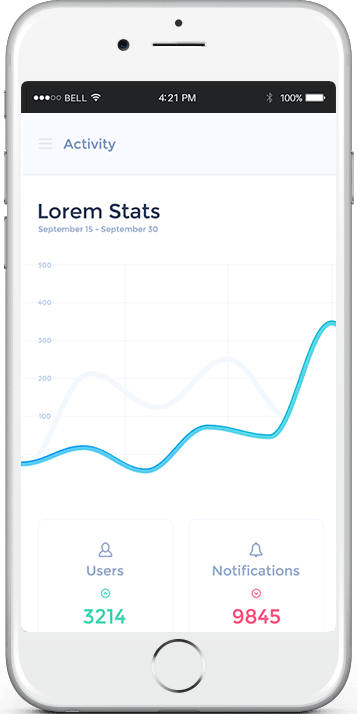 BELL 4:21 PM 100%
Activity
Lorem Stats
September 15 - September 30
500
400
300
200
100
Users Notifications
3214 9845